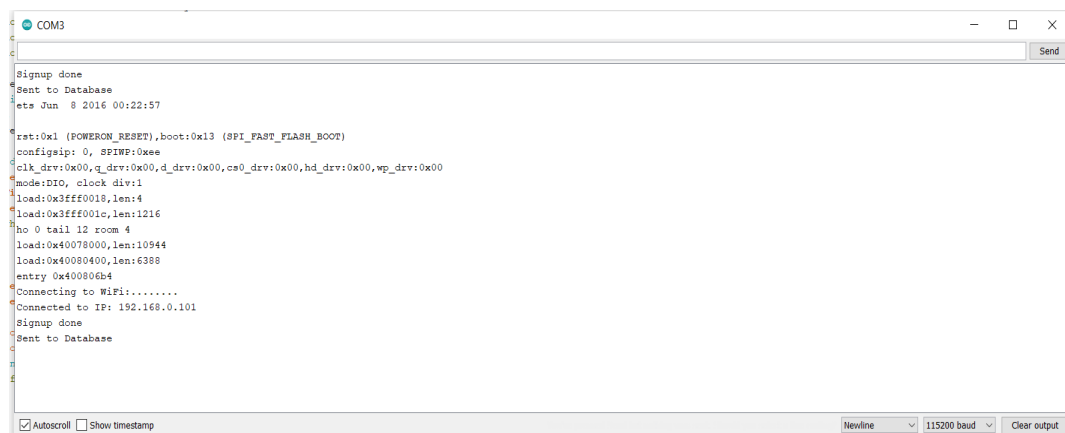 COM3
Send
Signup done
Sent to Database
ets Jun  8 2016 00:22:57
rst:0x1 (POWERON_RESET),boot:0x13 (SPI_FAST_FLASH_BOOT)
configsip: 0, SPIWP:0xee
clk_drv:0x00,q_drv:0x00,d_drv:0x00,cs0_drv:0x00,hd_drv:0x00,wp_drv:0x00
mode:DIO, clock div:1
load:0x3fff0018,len:4
load:0x3fff001c,len:1216
ho 0 tail 12 room 4
load:0x40078000,len:10944
load:0x40080400,len:6388
entry 0x400806b4
Connecting to WiFi:........
Connected to IP: 192.168.0.101
Signup done
Sent to Database
Autoscroll Show timestamp Newline 115200 baud Clear output